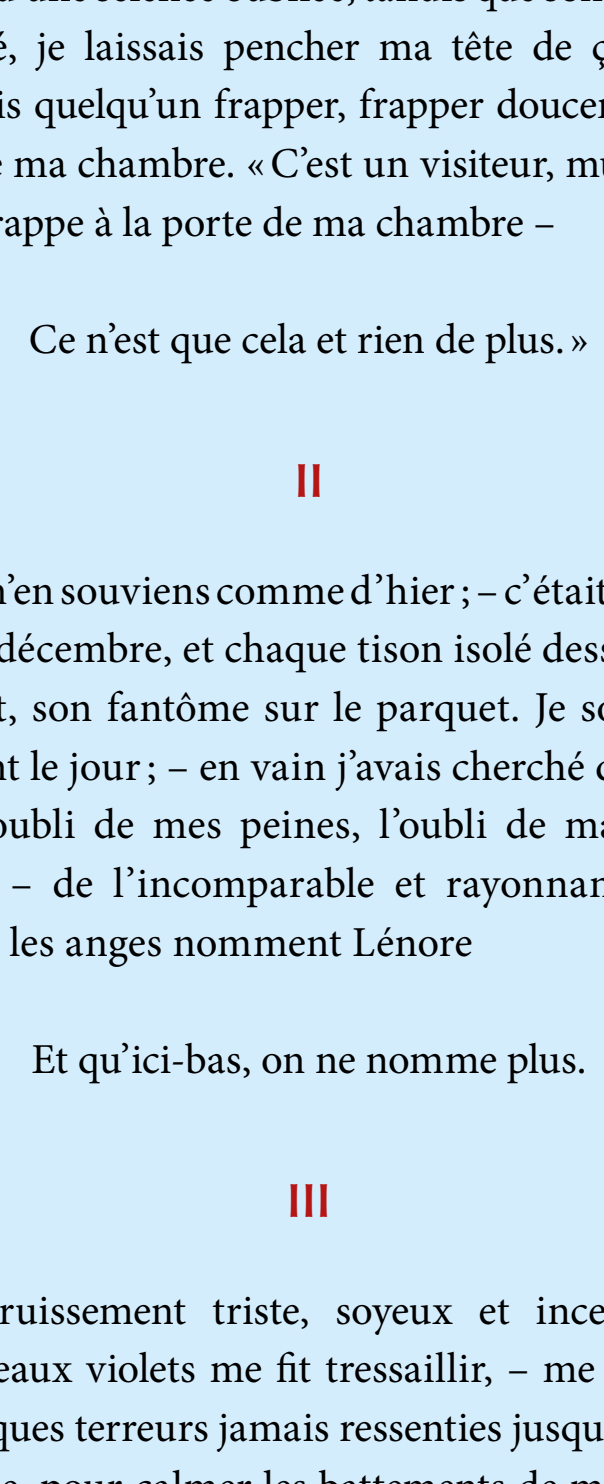 é, je laissais pencher ma tête de ç
is quelqu’un frapper, frapper doucer
e ma chambre. « C’est un visiteur, mu
rappe à la porte de ma chambre –
Ce n’est que cela et rien de plus. »
II
m’en souviens comme d’hier ; – c’était
décembre, et chaque tison isolé dess
t, son fantôme sur le parquet. Je so
nt le jour ; – en vain j’avais cherché d
oubli de mes peines, l’oubli de ma
– de l’incomparable et rayonnan
les anges nomment Lénore
Et qu’ici-bas, on ne nomme plus.
III
ruissement triste, soyeux et ince
eaux violets me fit tressaillir, – me
ques terreurs jamais ressenties jusqu
pour calmer les battements de m